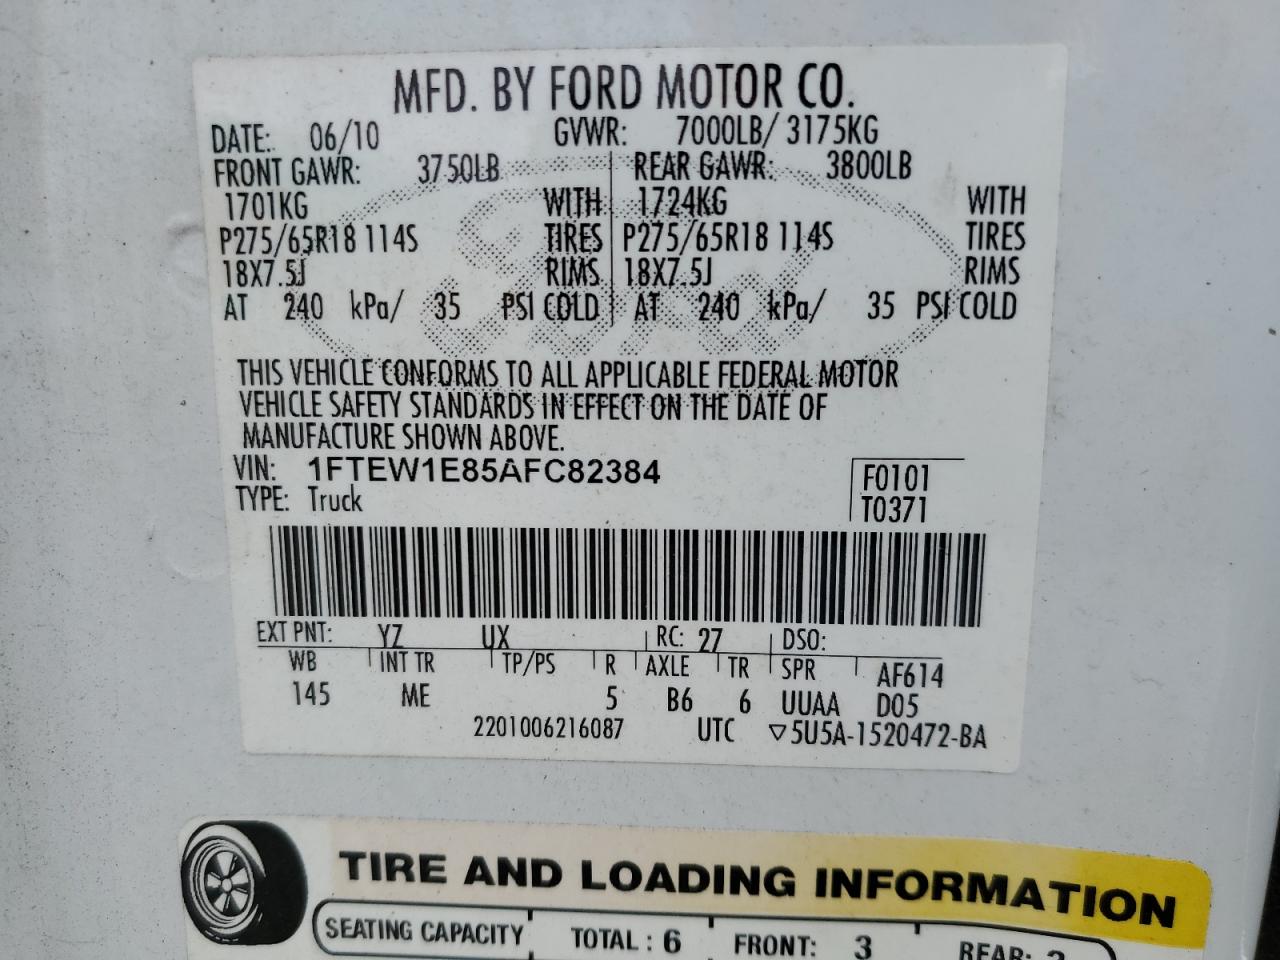 MFD. BY FORD MOTOR CO.
DATE: 06/10 GVWR: 7000LB/ 3175KG
FRONT GAWR: 3750LB REAR GAWR: 3800LB
1701KG WITH 1724KG WITH
P275/65R18 114S TIRES P275/65R18 114S TIRES
18X7.5J RIMS 18X7.5J RIMS
AT 240 kPa/ 35 PSI COLD AT 240 kPa/ 35 PSI COLD
THIS VEHICLE CONFORMS TO ALL APPLICABLE FEDERAL MOTOR
VEHICLE SAFETY STANDARDS IN EFFECT ON THE DATE OF
MANUFACTURE SHOWN ABOVE.
VIN: 1FTEW1E85AFC82384 F0101
TYPE: Truck T0371
EXT PNT: YZ UX RC: 27 DSO:
WB INT TR TP/PS R AXLE TR SPR AF614
145 ME 5 B6 6 UUAA D05
2201006216087 UTC ▽5U5A-1520472-BA
TIRE AND LOADING INFORMATION
SEATING CAPACITY TOTAL : 6 FRONT: 3 REAR: